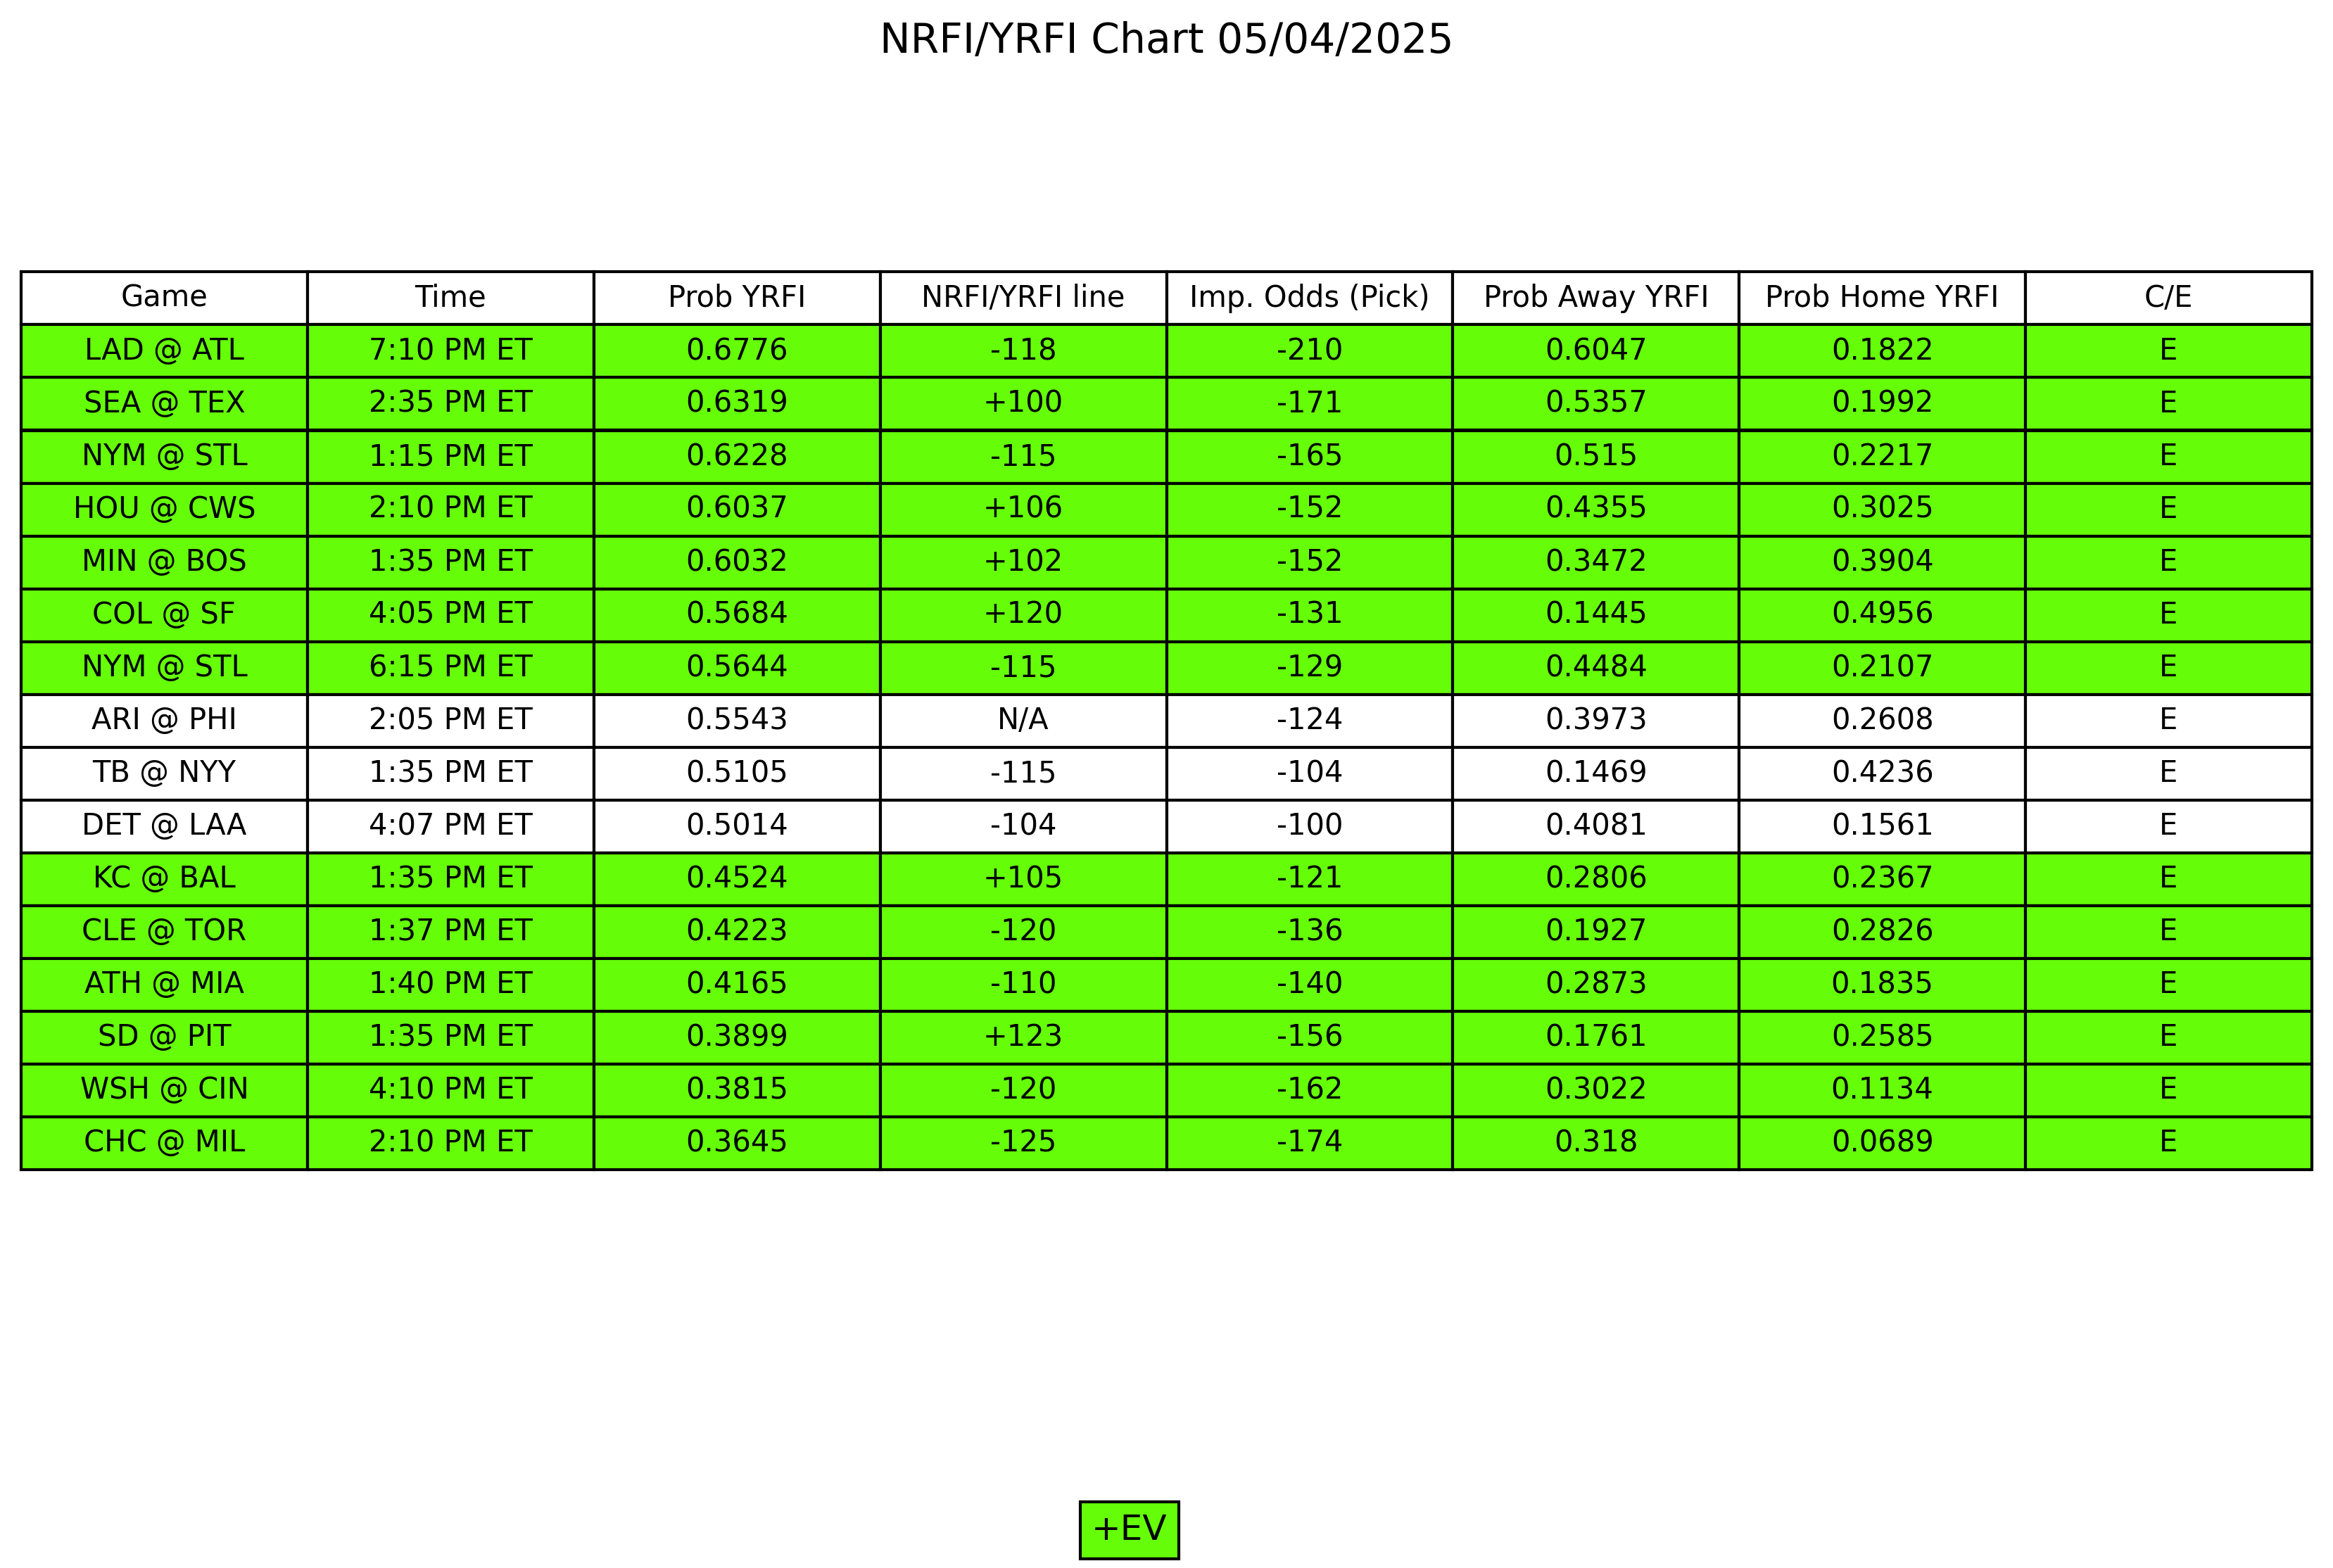 NRFI/YRFI Chart 05/04/2025
Game Time Prob YRFI NRFI/YRFI line Imp. Odds (Pick) Prob Away YRFI Prob Home YRFI C/E
LAD @ ATL 7:10 PM ET 0.6776 -118 -210 0.6047 0.1822 E
SEA @ TEX 2:35 PM ET 0.6319 +100 -171 0.5357 0.1992 E
NYM @ STL 1:15 PM ET 0.6228 -115 -165 0.515 0.2217 E
HOU @ CWS 2:10 PM ET 0.6037 +106 -152 0.4355 0.3025 E
MIN @ BOS 1:35 PM ET 0.6032 +102 -152 0.3472 0.3904 E
COL @ SF 4:05 PM ET 0.5684 +120 -131 0.1445 0.4956 E
NYM @ STL 6:15 PM ET 0.5644 -115 -129 0.4484 0.2107 E
ARI @ PHI 2:05 PM ET 0.5543 N/A -124 0.3973 0.2608 E
TB @ NYY 1:35 PM ET 0.5105 -115 -104 0.1469 0.4236 E
DET @ LAA 4:07 PM ET 0.5014 -104 -100 0.4081 0.1561 E
KC @ BAL 1:35 PM ET 0.4524 +105 -121 0.2806 0.2367 E
CLE @ TOR 1:37 PM ET 0.4223 -120 -136 0.1927 0.2826 E
ATH @ MIA 1:40 PM ET 0.4165 -110 -140 0.2873 0.1835 E
SD @ PIT 1:35 PM ET 0.3899 +123 -156 0.1761 0.2585 E
WSH @ CIN 4:10 PM ET 0.3815 -120 -162 0.3022 0.1134 E
CHC @ MIL 2:10 PM ET 0.3645 -125 -174 0.318 0.0689 E
+EV